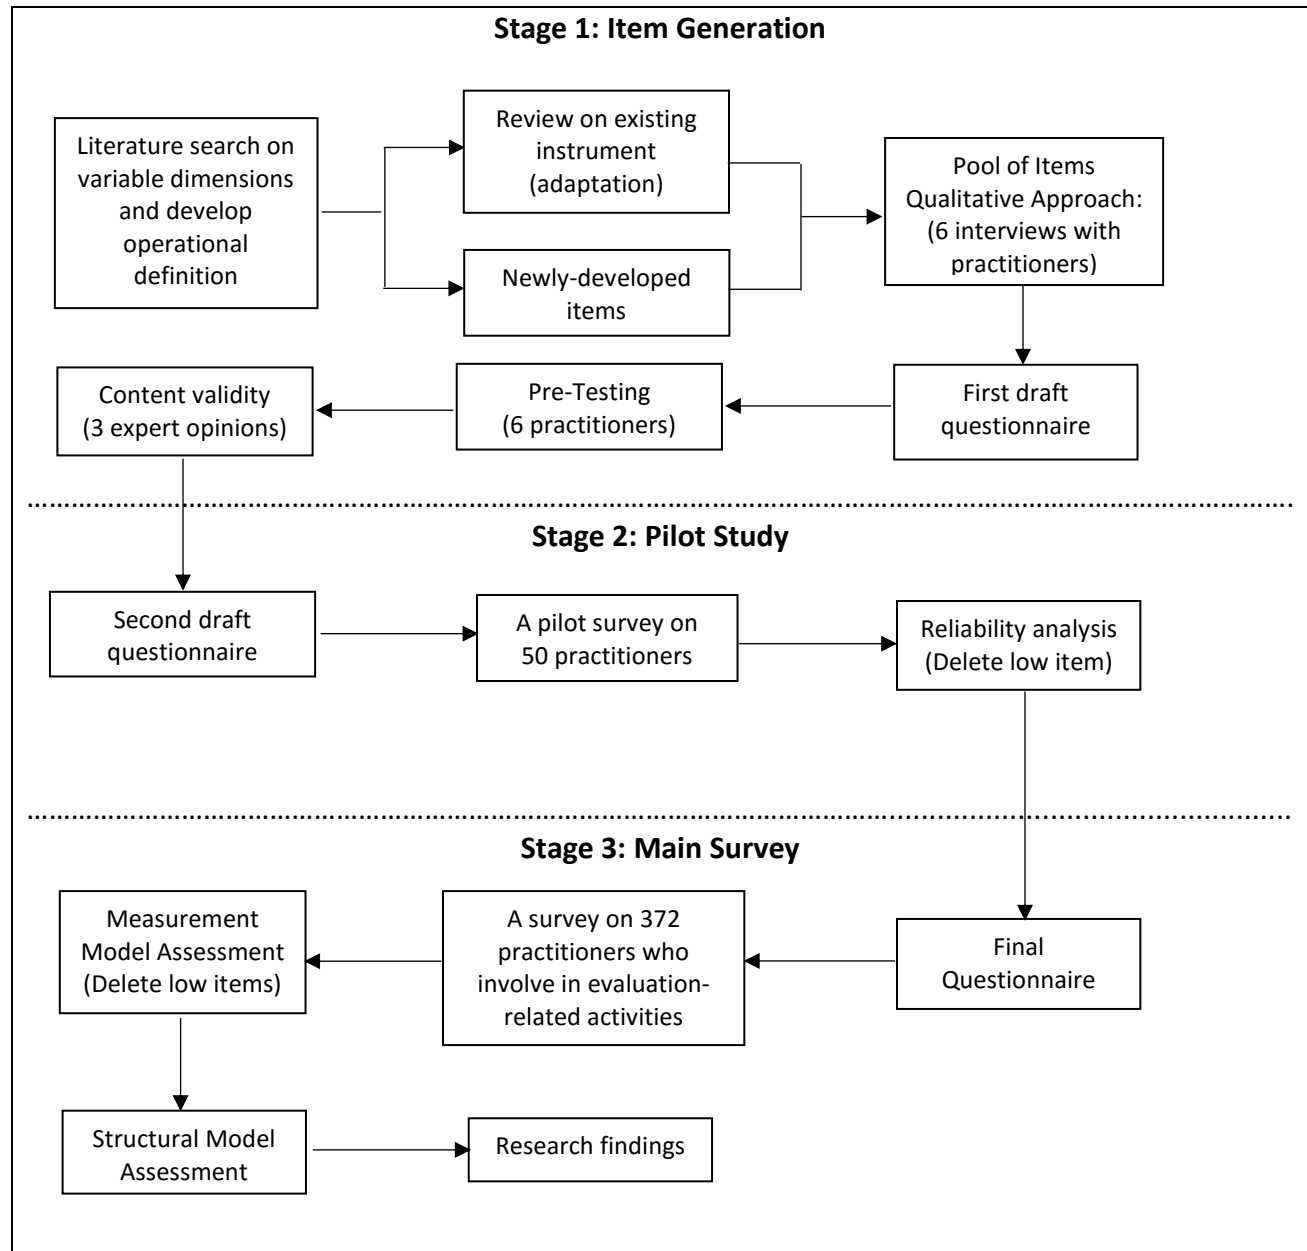 Stage 1: Item Generation
Literature search on
variable dimensions
and develop
operational
definition
Review on existing
instrument
(adaptation)
Newly-developed
items
Pool of Items
Qualitative Approach:
(6 interviews with
practitioners)
First draft
questionnaire
Pre-Testing
(6 practitioners)
Content validity
(3 expert opinions)
Stage 2: Pilot Study
Second draft
questionnaire
A pilot survey on
50 practitioners
Reliability analysis
(Delete low item)
Stage 3: Main Survey
Final
Questionnaire
A survey on 372
practitioners who
involve in evaluation-
related activities
Measurement
Model Assessment
(Delete low items)
Structural Model
Assessment
Research findings